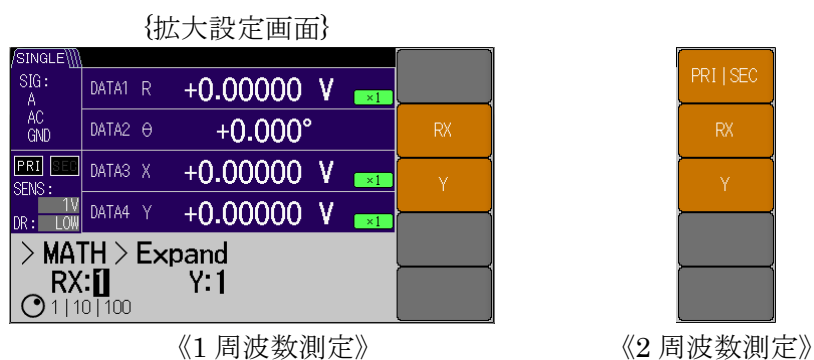 {拡大設定画面}
SINGLE
SIG:
A
AC
GND
DATA1 R +0.00000 V ×1
DATA2 θ +0.000°
PRI SEC
SENS:
1V
DR: LOW
DATA3 X +0.00000 V ×1
DATA4 Y +0.00000 V ×1
> MATH > Expand
RX:1 Y:1
1|10|100
RX
Y
《1 周波数測定》
PRI|SEC
RX
Y
《2 周波数測定》